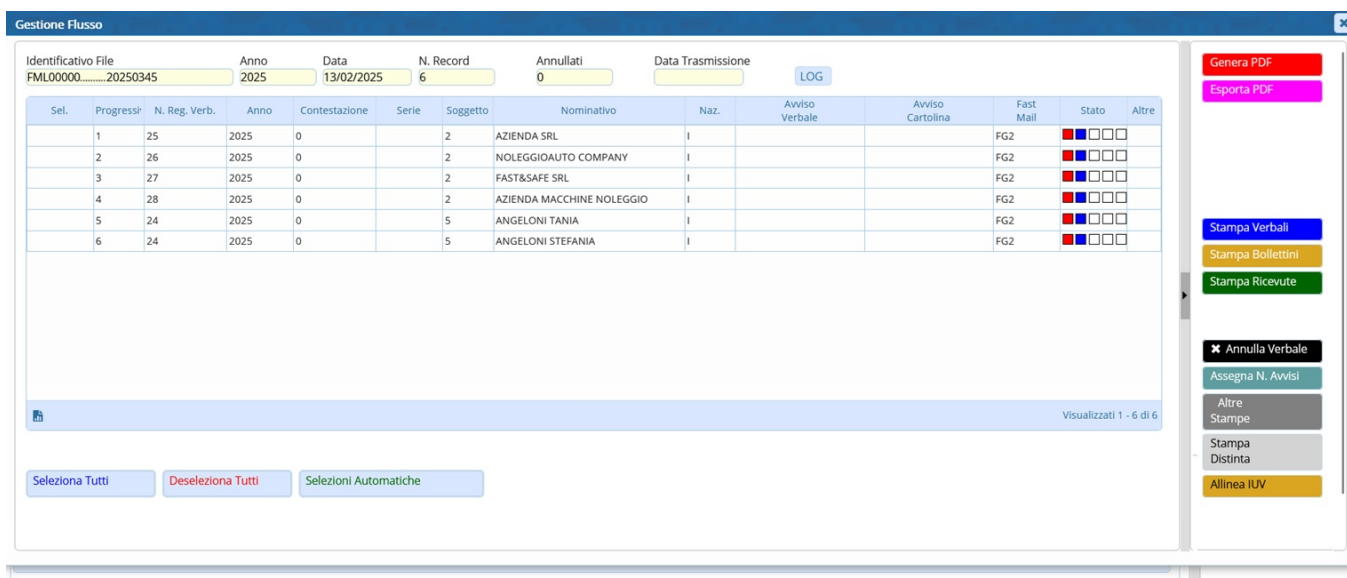 Gestione Flusso
Identificativo File Anno Data N. Record Annullati Data Trasmissione
FML00000..........20250345 2025 13/02/2025 6 0 LOG
Sel. Progressiv N. Reg. Verb. Anno Contestazione Serie Soggetto Nominativo Naz. Avviso Verbale Avviso Cartolina Fast Mail Stato Altre
1 25 2025 0 2 AZIENDA SRL I FG2
2 26 2025 0 2 NOLEGGIOAUTO COMPANY I FG2
3 27 2025 0 2 FAST&SAFE SRL I FG2
4 28 2025 0 2 AZIENDA MACCHINE NOLEGGIO I FG2
5 24 2025 0 5 ANGELONI TANIA I FG2
6 24 2025 0 5 ANGELONI STEFANIA I FG2
Visualizzati 1 - 6 di 6
Seleziona Tutti Deseleziona Tutti Selezioni Automatiche
Genera PDF
Esporta PDF
Stampa Verbali
Stampa Bollettini
Stampa Ricevute
Annulla Verbale
Assegna N. Avvisi
Altre
Stampe
Stampa
Distinta
Allinea IUV